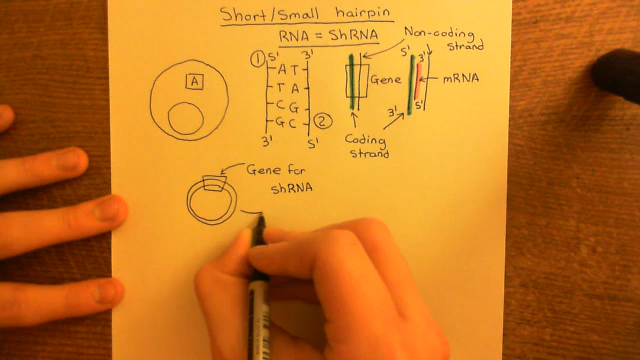 Short/Small hairpin
RNA = ShRNA
Non-coding
strand
① 5' 3'
A T
T A
C G
G C ②
3' 5'
A
Gene
5' 3'
mRNA
3' 5'
Coding
strand
Gene for
shRNA